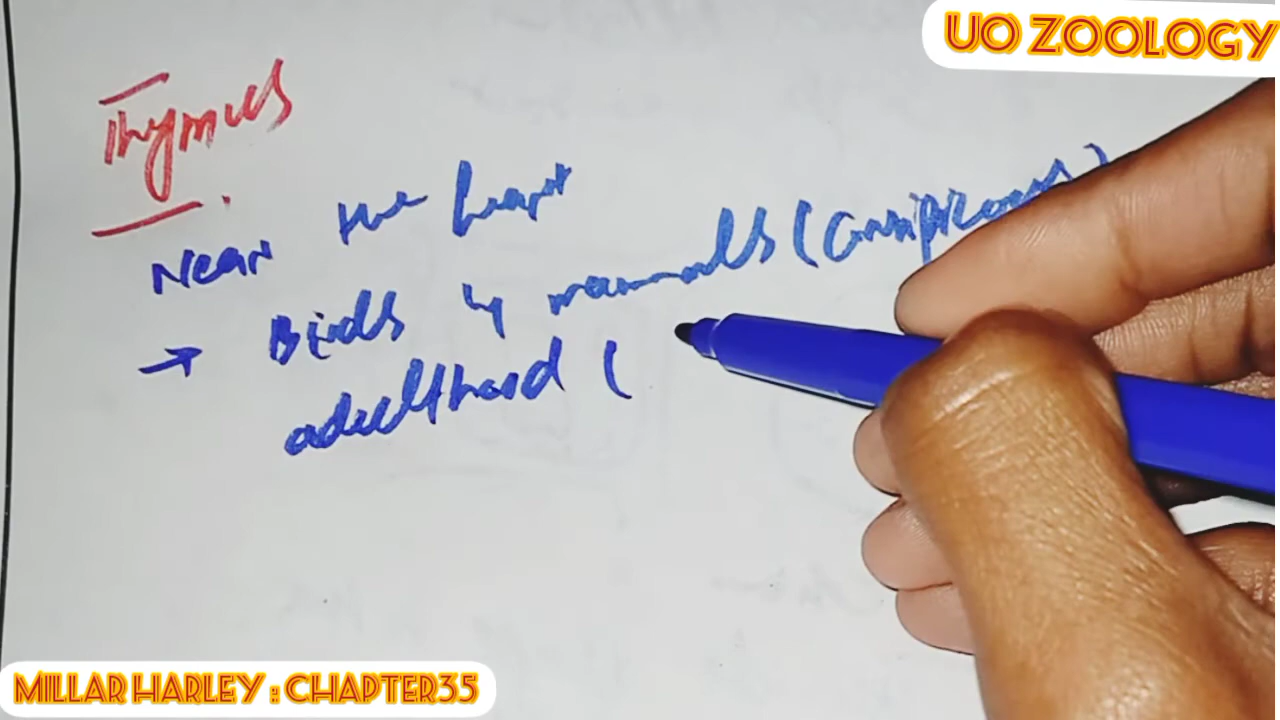 UO ZOOLOGY
Thymus
Near the heart
→ Birds & mammals (
adulthood (
MILLAR HARLEY : CHAPTER35